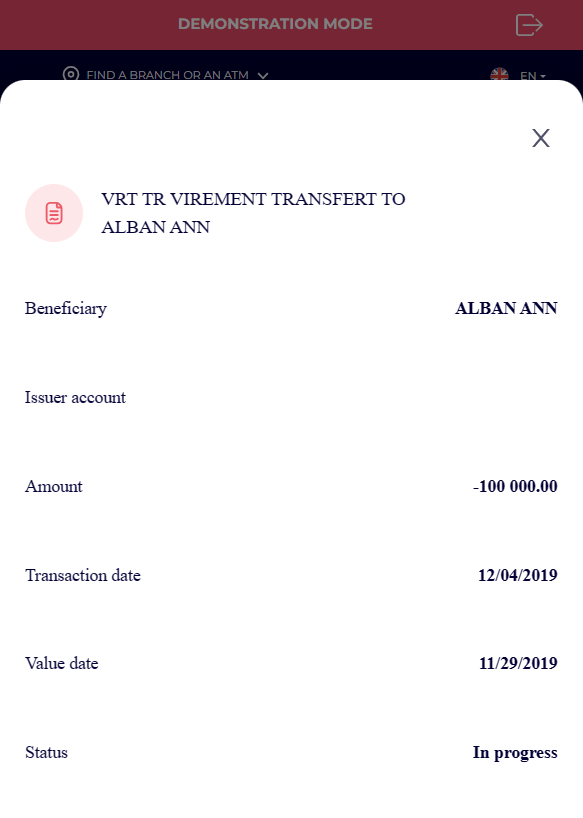 DEMONSTRATION MODE
FIND A BRANCH OR AN ATM
EN
X
VRT TR VIREMENT TRANSFERT TO
ALBAN ANN
Beneficiary ALBAN ANN
Issuer account
Amount -100 000.00
Transaction date 12/04/2019
Value date 11/29/2019
Status In progress